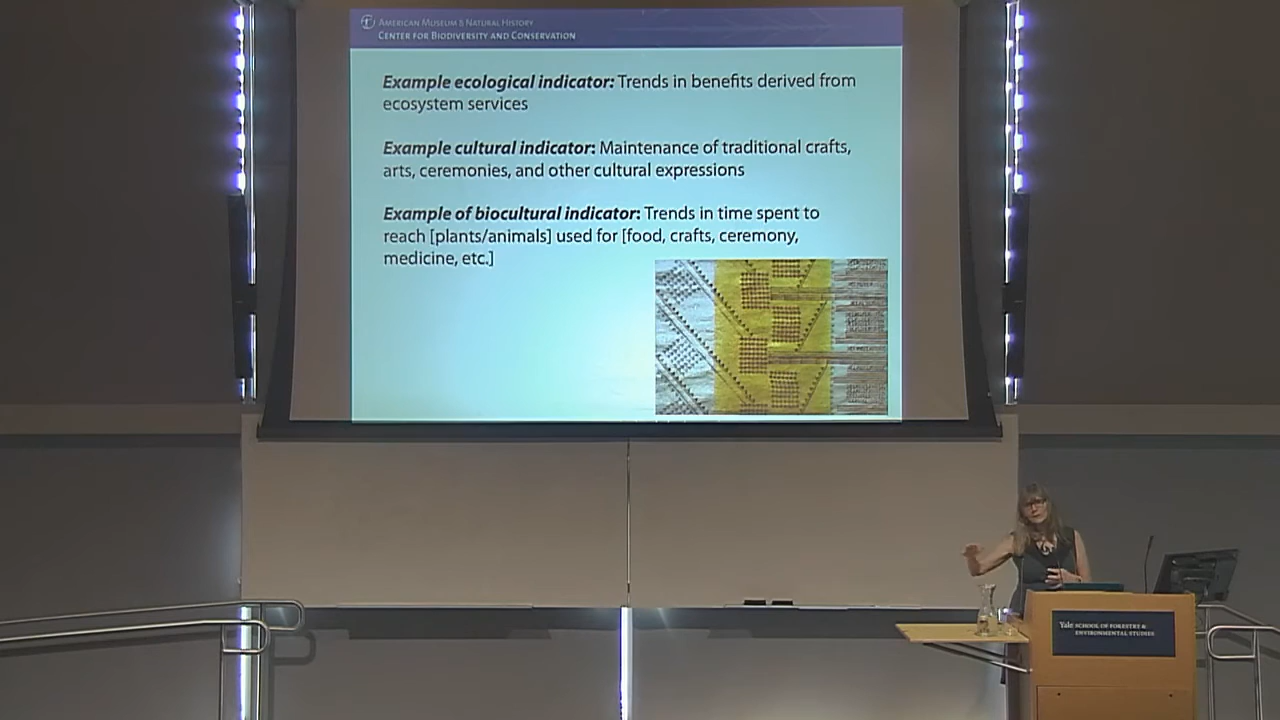 AMERICAN MUSEUM & NATURAL HISTORY
CENTER FOR BIODIVERSITY AND CONSERVATION
Example ecological indicator: Trends in benefits derived from
ecosystem services
Example cultural indicator: Maintenance of traditional crafts,
arts, ceremonies, and other cultural expressions
Example of biocultural indicator: Trends in time spent to
reach [plants/animals] used for [food, crafts, ceremony,
medicine, etc.]
Yale SCHOOL OF FORESTRY &
ENVIRONMENTAL STUDIES